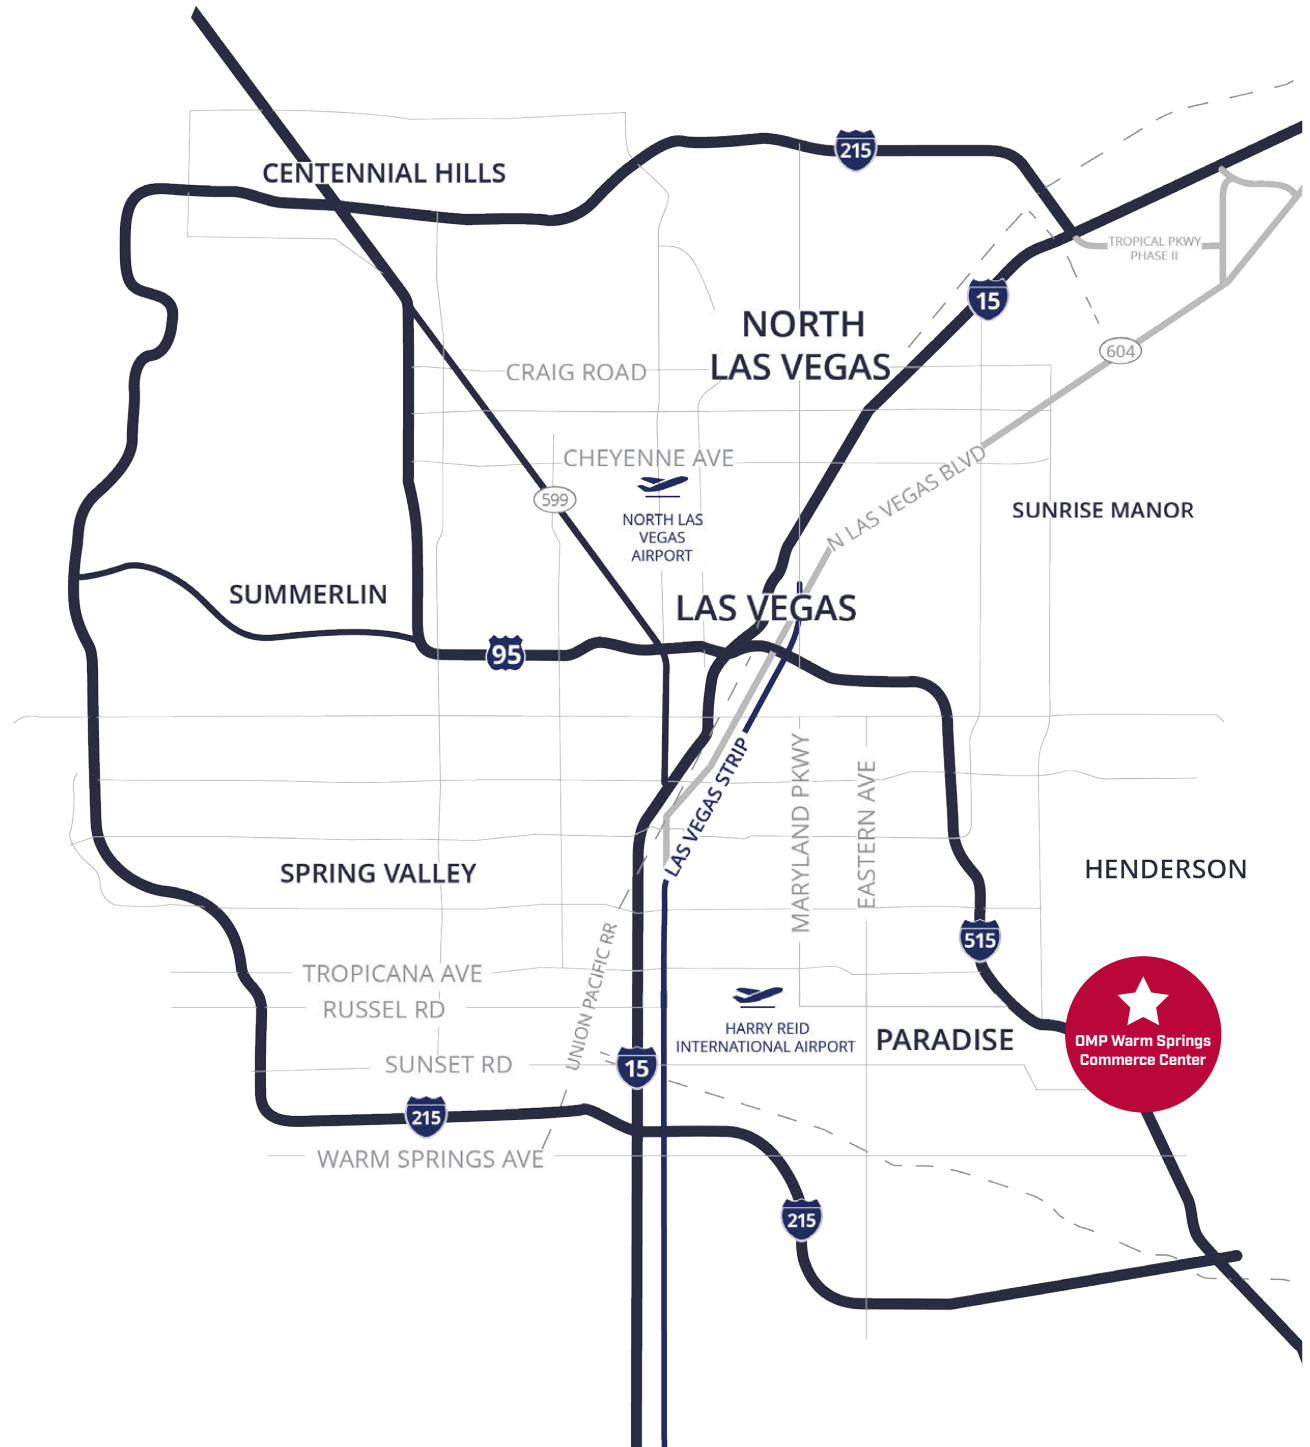 215
CENTENNIAL HILLS
TROPICAL PKWY
PHASE II
15
NORTH
LAS VEGAS
604
CRAIG ROAD
CHEYENNE AVE
N LAS VEGAS BLVD
599
SUNRISE MANOR
NORTH LAS
VEGAS
AIRPORT
SUMMERLIN
LAS VEGAS
95
LAS VEGAS STRIP
MARYLAND PKWY
EASTERN AVE
SPRING VALLEY
HENDERSON
515
UNION PACIFIC RR
TROPICANA AVE
RUSSEL RD
HARRY REID
INTERNATIONAL AIRPORT
PARADISE
OMP Warm Springs
Commerce Center
SUNSET RD
15
215
WARM SPRINGS AVE
215